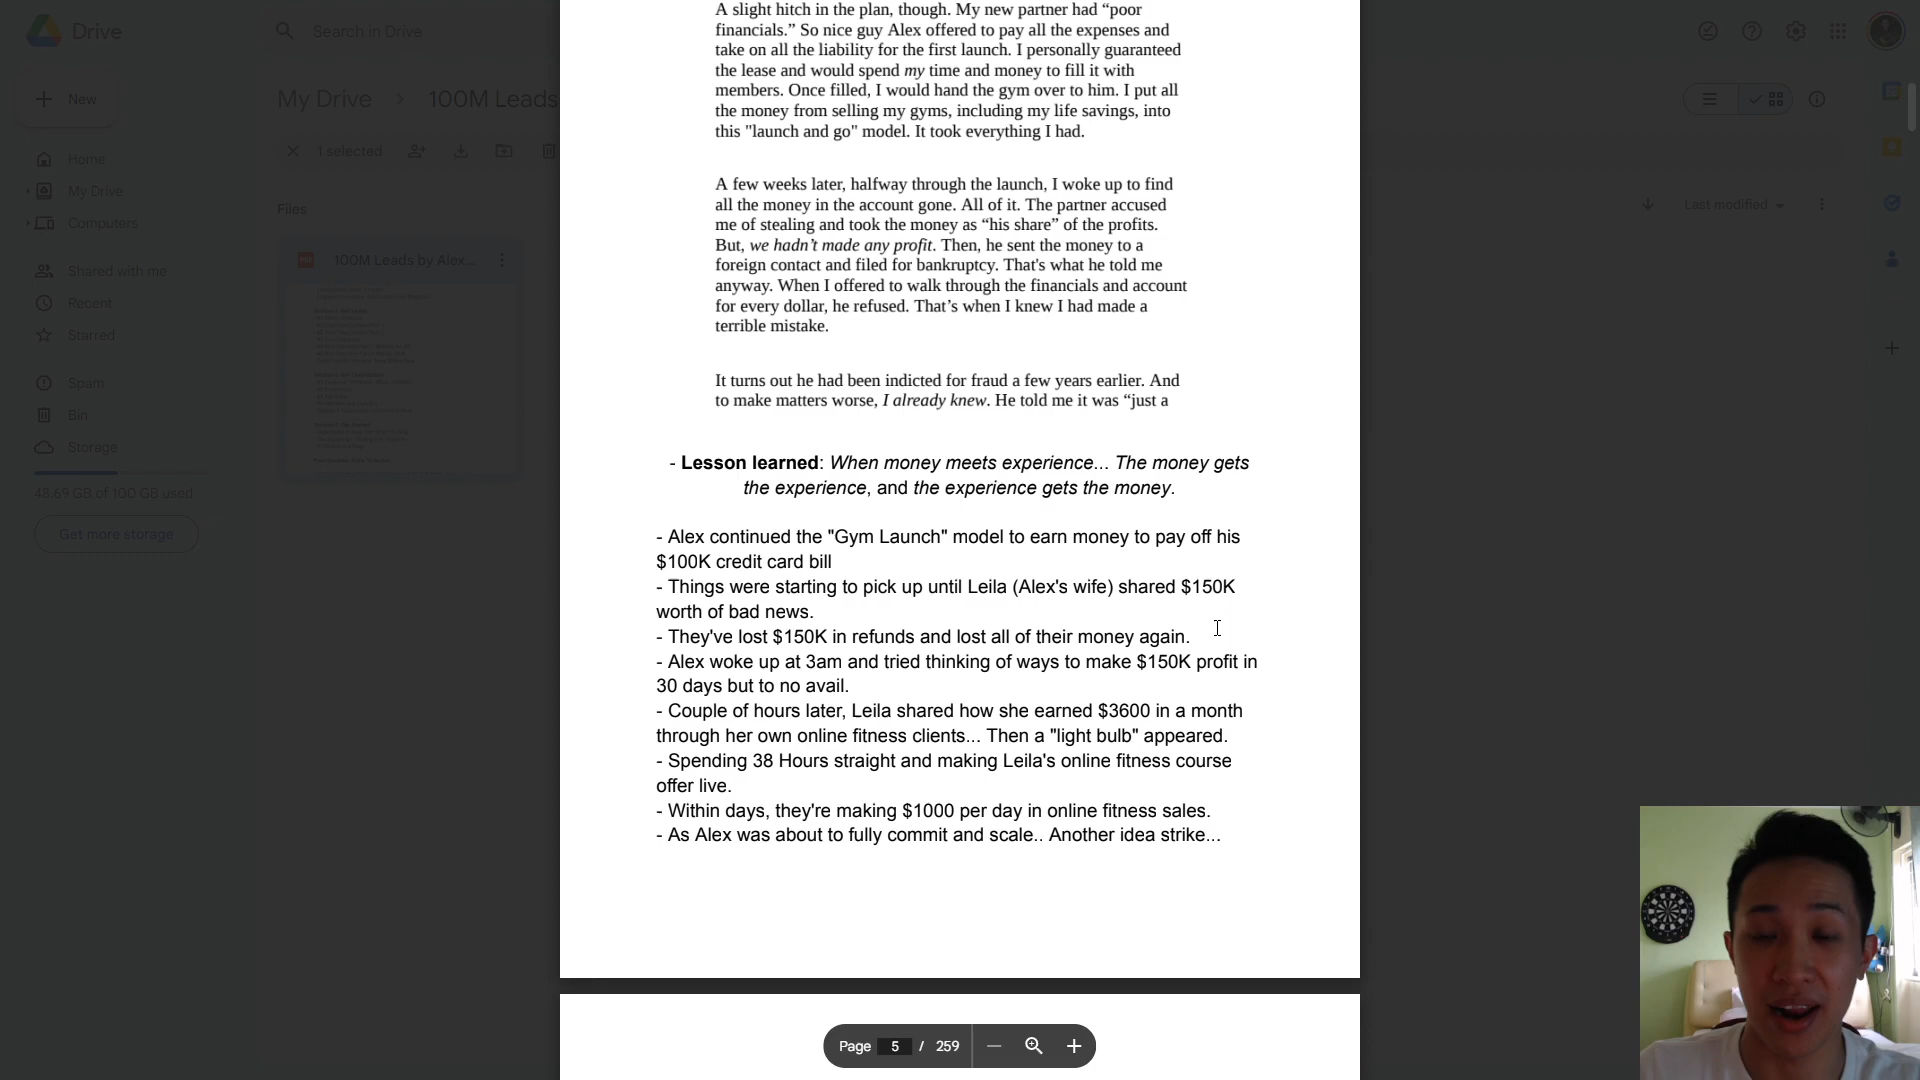 Drive
Search in Drive
New
My Drive > 100M Leads
1 selected
Home
My Drive
Computers
Shared with me
Recent
Starred
Spam
Bin
Storage
48.69 GB of 100 GB used
Get more storage
Files
Last modified
100M Leads by Alex...
A slight hitch in the plan, though. My new partner had “poor
financials.” So nice guy Alex offered to pay all the expenses and
take on all the liability for the first launch. I personally guaranteed
the lease and would spend my time and money to fill it with
members. Once filled, I would hand the gym over to him. I put all
the money from selling my gyms, including my life savings, into
this "launch and go" model. It took everything I had.
A few weeks later, halfway through the launch, I woke up to find
all the money in the account gone. All of it. The partner accused
me of stealing and took the money as “his share” of the profits.
But, we hadn’t made any profit. Then, he sent the money to a
foreign contact and filed for bankruptcy. That's what he told me
anyway. When I offered to walk through the financials and account
for every dollar, he refused. That’s when I knew I had made a
terrible mistake.
It turns out he had been indicted for fraud a few years earlier. And
to make matters worse, I already knew. He told me it was “just a
- Lesson learned: When money meets experience... The money gets
the experience, and the experience gets the money.
- Alex continued the "Gym Launch" model to earn money to pay off his
$100K credit card bill
- Things were starting to pick up until Leila (Alex's wife) shared $150K
worth of bad news.
- They've lost $150K in refunds and lost all of their money again.
- Alex woke up at 3am and tried thinking of ways to make $150K profit in
30 days but to no avail.
- Couple of hours later, Leila shared how she earned $3600 in a month
through her own online fitness clients... Then a "light bulb" appeared.
- Spending 38 Hours straight and making Leila's online fitness course
offer live.
- Within days, they're making $1000 per day in online fitness sales.
- As Alex was about to fully commit and scale.. Another idea strike...
Page 5 / 259